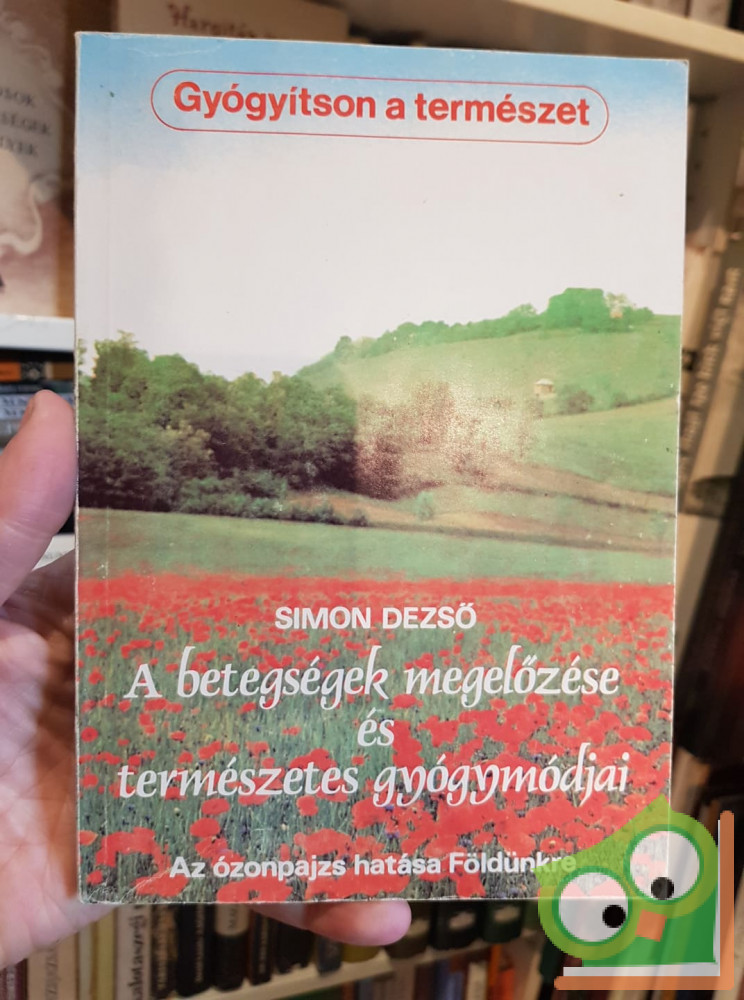 Gyógyítson a természet
SIMON DEZSŐ
A betegségek megelőzése
és
természetes gyógymódjai
Az ózonpajzs hatása Földünkre